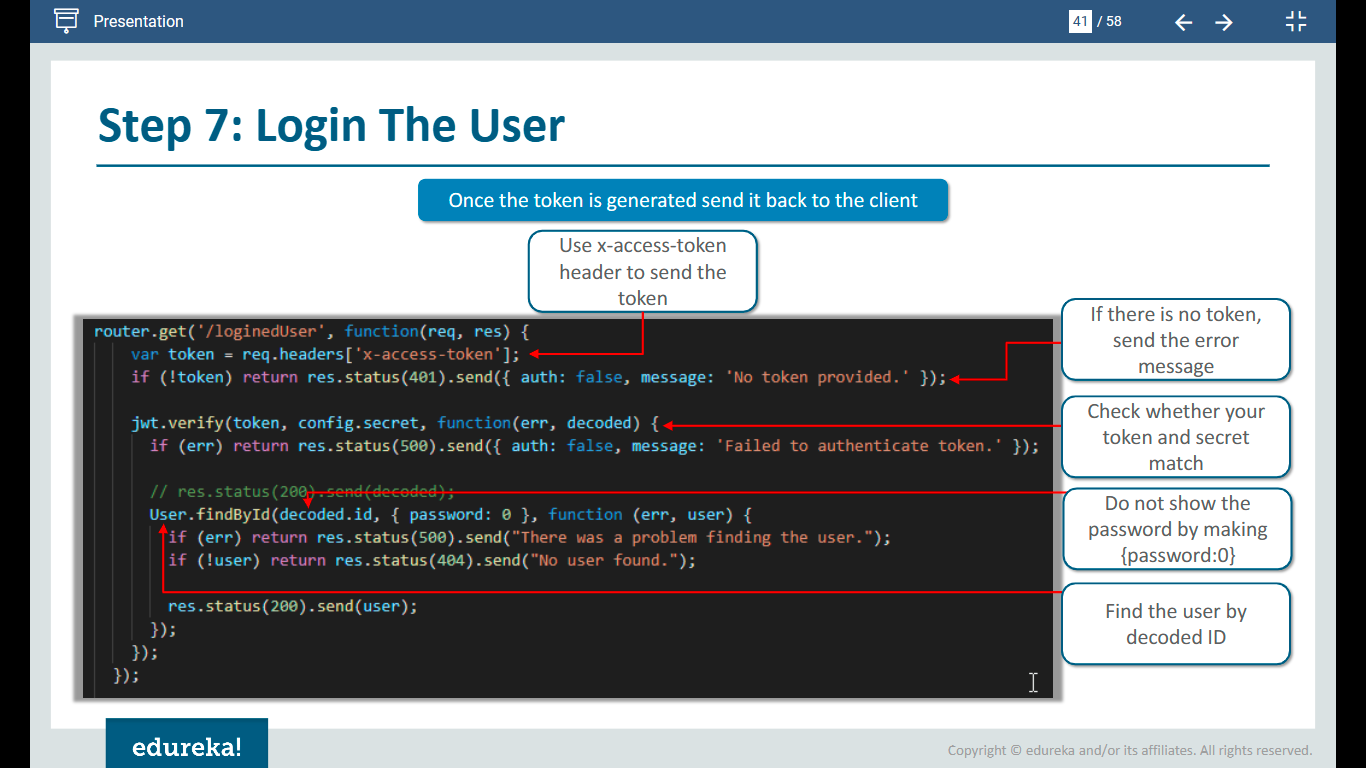 Presentation
41 / 58
Step 7: Login The User
Once the token is generated send it back to the client
Use x-access-token
header to send the
token
router.get('/loginedUser', function(req, res) {
var token = req.headers['x-access-token'];
if (!token) return res.status(401).send({ auth: false, message: 'No token provided.' });
jwt.verify(token, config.secret, function(err, decoded) {
if (err) return res.status(500).send({ auth: false, message: 'Failed to authenticate token.' });
// res.status(200).send(decoded);
User.findById(decoded.id, { password: 0 }, function (err, user) {
if (err) return res.status(500).send("There was a problem finding the user.");
if (!user) return res.status(404).send("No user found.");
res.status(200).send(user);
});
});
});
If there is no token,
send the error
message
Check whether your
token and secret
match
Do not show the
password by making
{password:0}
Find the user by
decoded ID
edureka!
Copyright © edureka and/or its affiliates. All rights reserved.